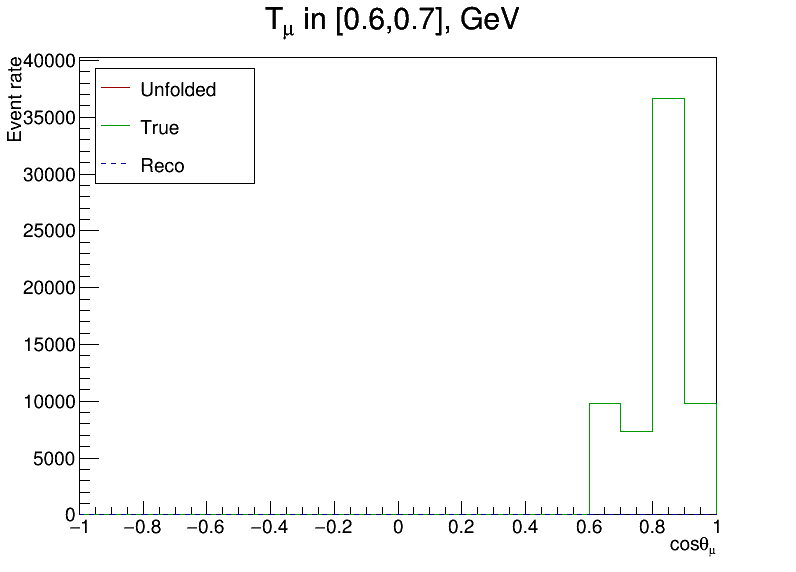 Tμ in [0.6,0.7], GeV
Event rate
40000
35000
30000
25000
20000
15000
10000
5000
0
Unfolded
True
Reco
−1 −0.8 −0.6 −0.4 −0.2 0 0.2 0.4 0.6 0.8 1
cosθμ